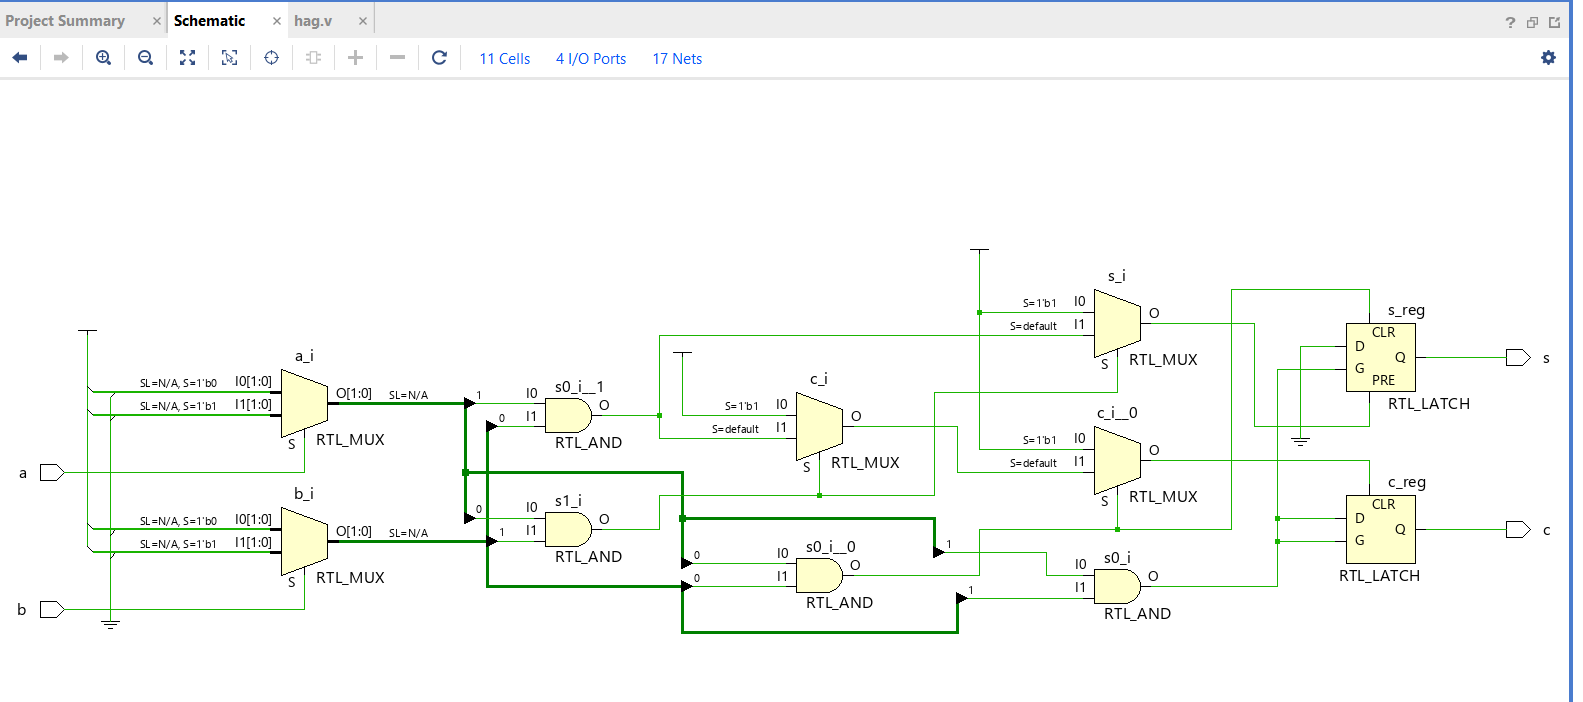 Project Summary × Schematic × hag.v ×
?
11 Cells 4 I/O Ports 17 Nets
a_i
SL=N/A, S=1'b0 I0[1:0]
SL=N/A, S=1'b1 I1[1:0]
O[1:0] SL=N/A
S
RTL_MUX
a
b_i
SL=N/A, S=1'b0 I0[1:0]
SL=N/A, S=1'b1 I1[1:0]
O[1:0] SL=N/A
S
RTL_MUX
b
1
0
s0_i__1
I0
I1
O
RTL_AND
0
1
s1_i
I0
I1
O
RTL_AND
c_i
S=1'b1 I0
S=default I1
O
S
RTL_MUX
0
0
s0_i__0
I0
I1
O
RTL_AND
s_i
S=1'b1 I0
S=default I1
O
S
RTL_MUX
c_i__0
S=1'b1 I0
S=default I1
O
S
RTL_MUX
1
1
s0_i
I0
I1
O
RTL_AND
s_reg
CLR
D
G
Q
PRE
RTL_LATCH
s
c_reg
CLR
D
G
Q
RTL_LATCH
c